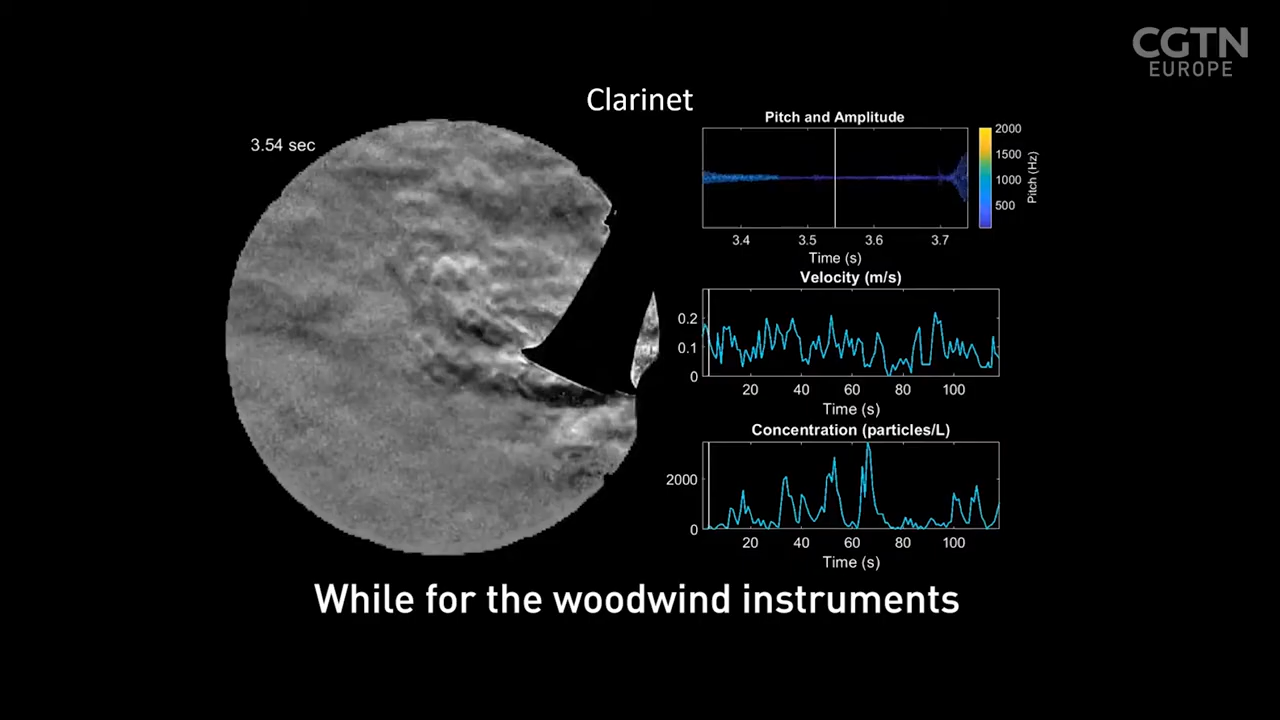 CGTN
EUROPE
Clarinet
3.54 sec
Pitch and Amplitude
2000
1500
1000
500
Pitch (Hz)
3.4 3.5 3.6 3.7
Time (s)
Velocity (m/s)
0.2
0.1
0
20 40 60 80 100
Time (s)
Concentration (particles/L)
2000
0
20 40 60 80 100
Time (s)
While for the woodwind instruments